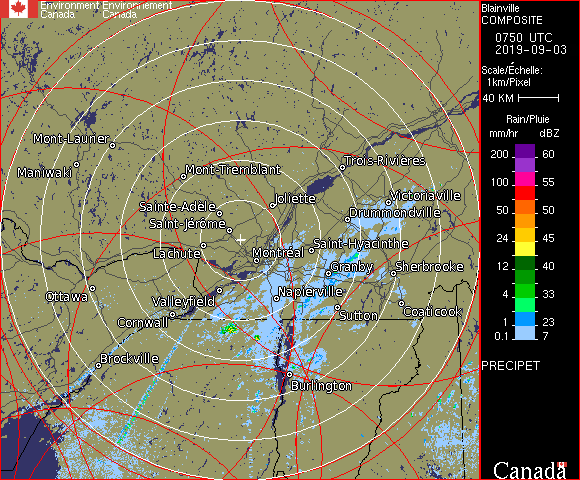 Environment Environnement
Canada Canada
Blainville
COMPOSITE
0750 UTC
2019-09-03
Scale/Échelle:
1km/Pixel
40 KM
Rain/Pluie
mm/hr dBZ
200 60
100 55
50 50
24 45
12 40
4 33
1 23
0.1 7
PRECIPET
Canada
Mont-Laurier
Maniwaki
Mont-Tremblant
Trois-Rivières
Joliette
Victoriaville
Sainte-Adèle
Drummondville
Saint-Jérôme
Lachute
Montréal
Saint-Hyacinthe
Granby
Sherbrooke
Ottawa
Valleyfield
Napierville
Cornwall
Sutton
Coaticook
Brockville
Burlington